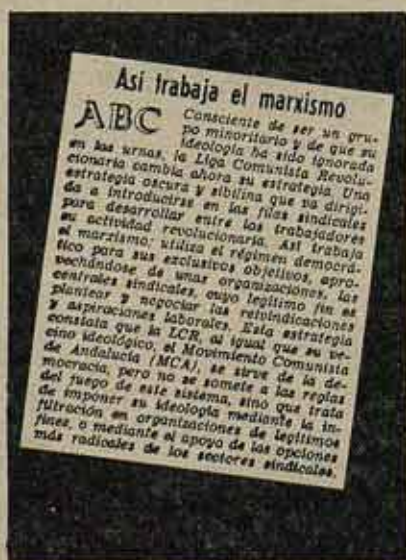 Así trabaja el marxismo
ABC
Consciente de ser un gru-
po minoritario y de que su
ideología ha sido ignorada
en las urnas, la Liga Comunista Revolu-
cionaria cambia ahora su estrategia. Una
estrategia oscura y sibilina que va dirigi-
da a introducirse en las filas sindicales
para desarrollar entre los trabajadores
su actividad revolucionaria. Así trabaja
el marxismo: utiliza el régimen democrá-
tico para sus exclusivos objetivos, apro-
vechándose de unas organizaciones, las
centrales sindicales, cuyo legítimo fin es
plantear y negociar las reivindicaciones
y aspiraciones laborales. Esta estrategia
constata que la LCR, al igual que su ve-
cino ideológico, el Movimiento Comunista
de Andalucía (MCA), se sirve de la de-
mocracia, pero no se somete a las reglas
del juego de este sistema, sino que trata
de imponer su ideología mediante la in-
filtración en organizaciones de legítimos
fines, o mediante el apoyo de las opciones
más radicales de los sectores sindicales.